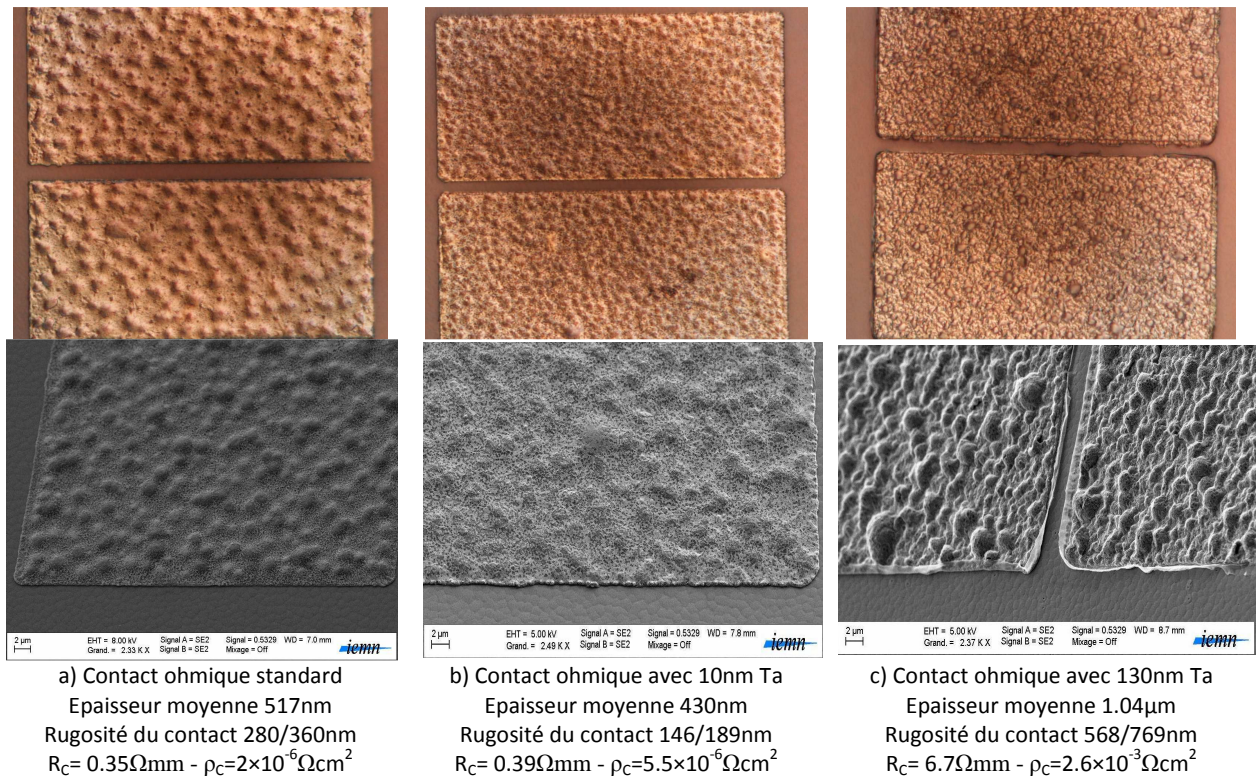 2 µm
EHT = 8.00 kV Signal A = SE2 Signal = 0.5329 WD = 7.0 mm
Grand. = 2.33 K X Signal B = SE2 Mixage = Off
iemn
2 µm
EHT = 5.00 kV Signal A = SE2 Signal = 0.5329 WD = 7.8 mm
Grand. = 2.49 K X Signal B = SE2 Mixage = Off
iemn
2 µm
EHT = 5.00 kV Signal A = SE2 Signal = 0.5329 WD = 8.7 mm
Grand. = 2.37 K X Signal B = SE2 Mixage = Off
iemn
a) Contact ohmique standard
Epaisseur moyenne 517nm
Rugosité du contact 280/360nm
R_C= 0.35Ωmm - ρ_C=2×10⁻⁶Ωcm²
b) Contact ohmique avec 10nm Ta
Epaisseur moyenne 430nm
Rugosité du contact 146/189nm
R_C= 0.39Ωmm - ρ_C=5.5×10⁻⁶Ωcm²
c) Contact ohmique avec 130nm Ta
Epaisseur moyenne 1.04µm
Rugosité du contact 568/769nm
R_C= 6.7Ωmm - ρ_C=2.6×10⁻³Ωcm²